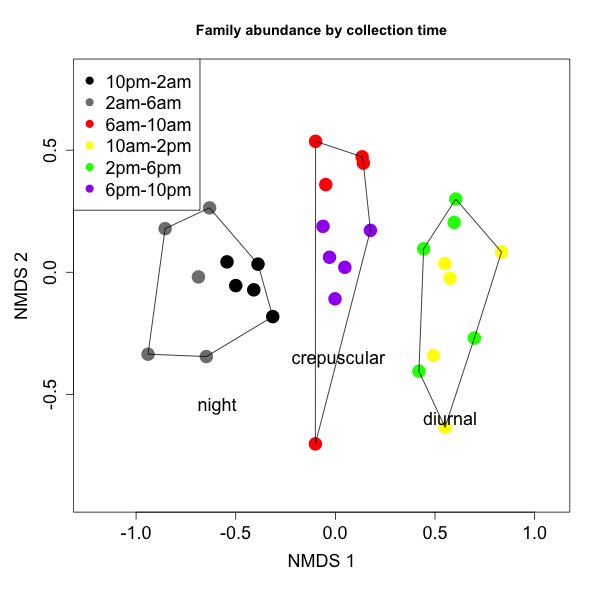 Family abundance by collection time
10pm-2am
2am-6am
6am-10am
10am-2pm
2pm-6pm
6pm-10pm
0.5
0.0
-0.5
NMDS 2
crepuscular
night
diurnal
-1.0 -0.5 0.0 0.5 1.0
NMDS 1